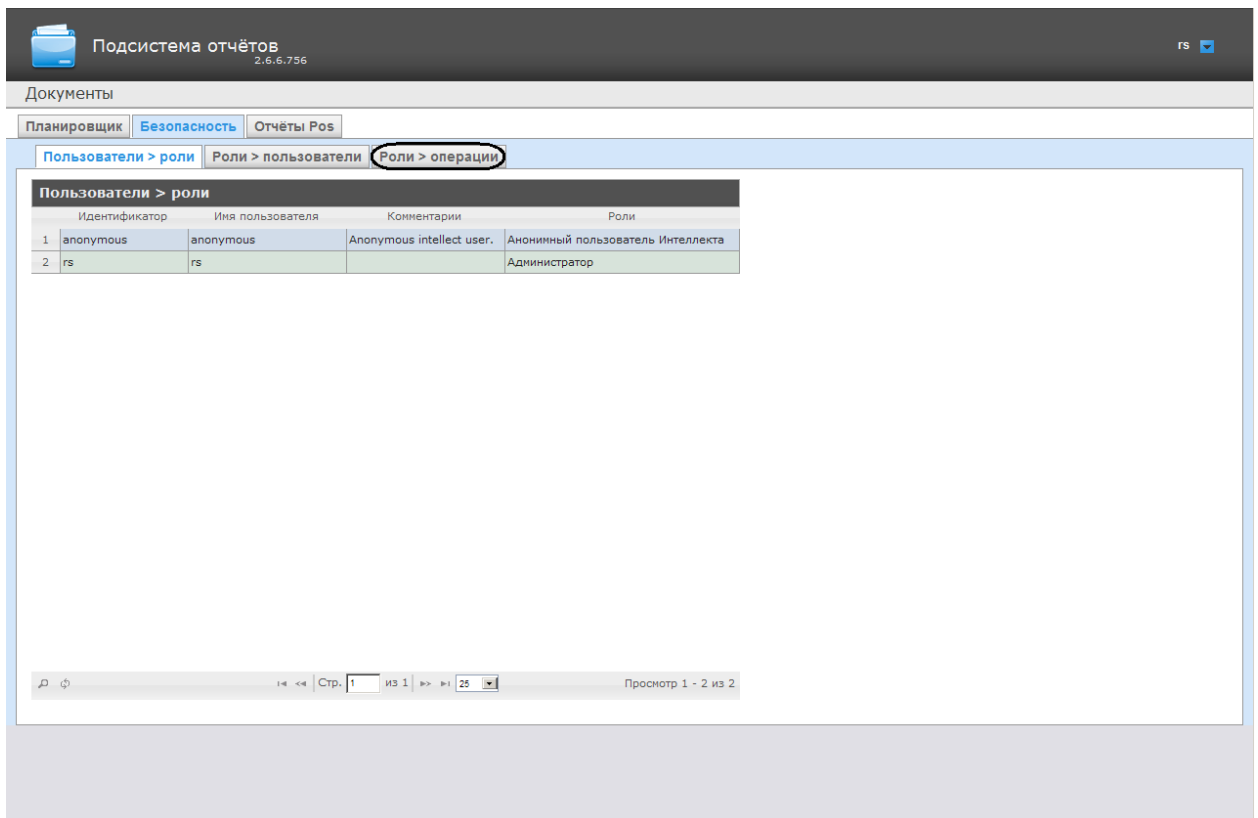 Подсистема отчётов
2.6.6.756
rs
Документы
Планировщик Безопасность Отчёты Pos
Пользователи > роли Роли > пользователи Роли > операции
Пользователи > роли
Идентификатор Имя пользователя Комментарии Роли
1 anonymous anonymous Anonymous intellect user. Анонимный пользователь Интеллекта
2 rs rs Администратор
Стр. 1 из 1 25 Просмотр 1 - 2 из 2